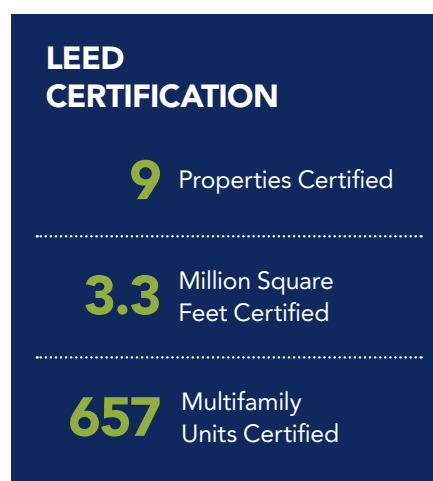 LEED
CERTIFICATION
9 Properties Certified
3.3 Million Square
Feet Certified
657 Multifamily
Units Certified